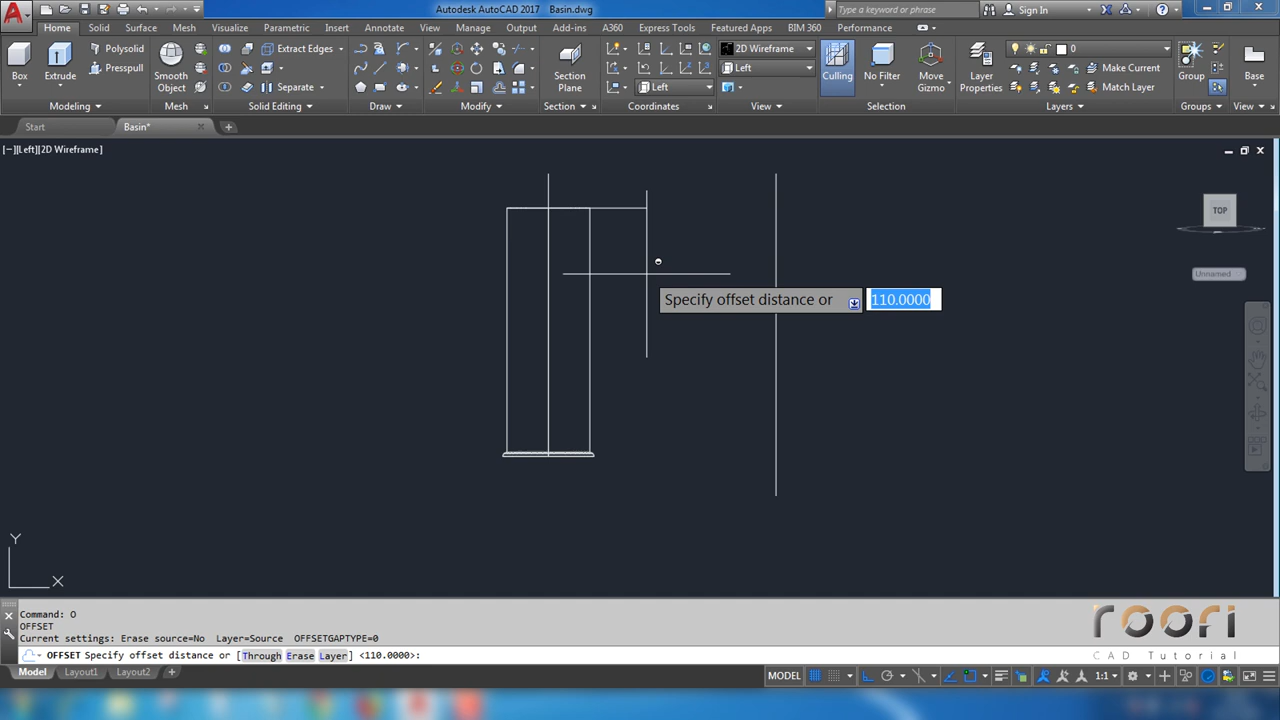 Autodesk AutoCAD 2017 Basin.dwg
Type a keyword or phrase
Sign In
Home Solid Surface Mesh Visualize Parametric Insert Annotate View Manage Output Add-ins A360 Express Tools Featured Apps BIM 360 Performance
Box
Extrude
Polysolid
Presspull
Smooth Object
Extrude Edges
Separate
Section Plane
2D Wireframe
Left
Left
Culling
No Filter
Move Gizmo
Layer Properties
0
Make Current
Match Layer
Group
Base
Modeling
Mesh
Solid Editing
Draw
Modify
Section
Coordinates
View
Selection
Layers
Groups
View
Start
Basin*
[−][Left][2D Wireframe]
TOP
Unnamed
Specify offset distance or
110.0000
Y
X
Command: O
OFFSET
Current settings: Erase source=No Layer=Source OFFSETGAPTYPE=0
OFFSET Specify offset distance or [Through Erase Layer] <110.0000>:
roori
CAD Tutorial
Model Layout1 Layout2
MODEL
1:1